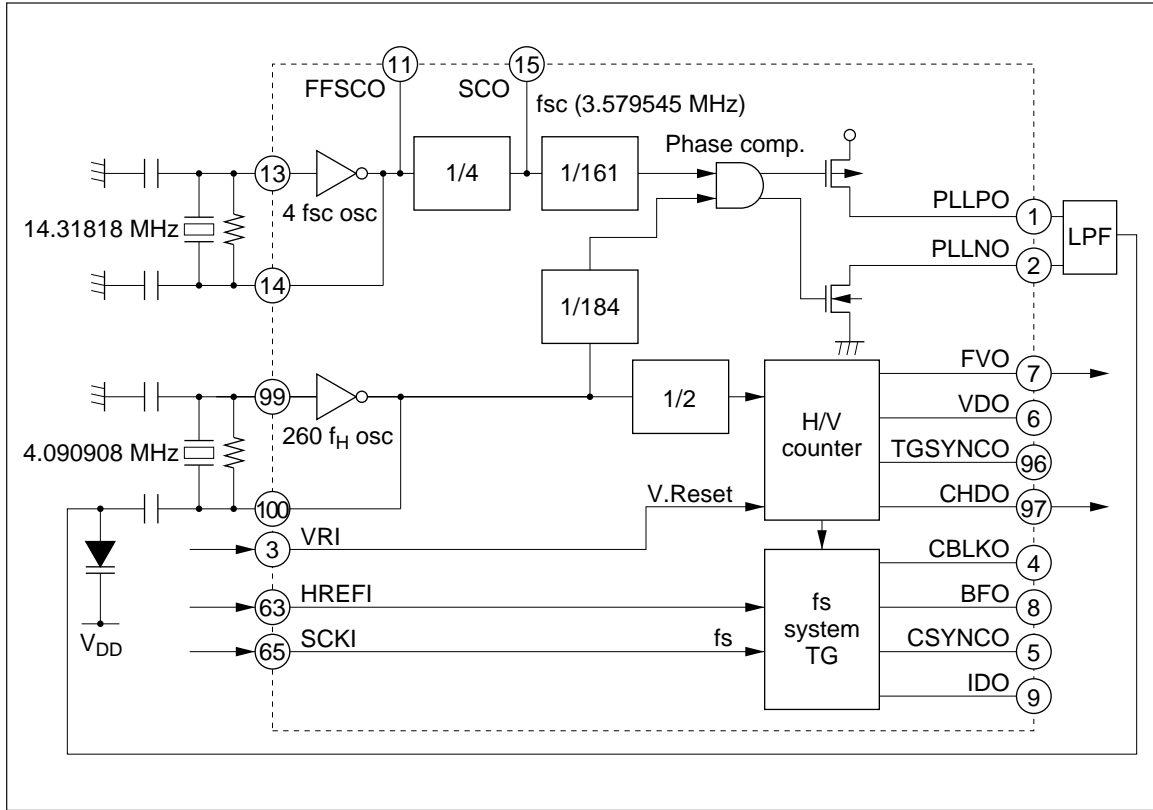 11
15
FFSCO
SCO
fsc (3.579545 MHz)
Phase comp.
13
1/4
1/161
4 fsc osc
14.31818 MHz
14
PLLPO
1
LPF
PLLNO
2
1/184
99
260 fH osc
4.090908 MHz
100
1/2
H/V
counter
FVO
7
VDO
6
TGSYNCO
96
CHDO
97
V.Reset
3
VRI
63
HREFI
65
SCKI
fs
VDD
fs
system
TG
CBLKO
4
BFO
8
CSYNCO
5
IDO
9